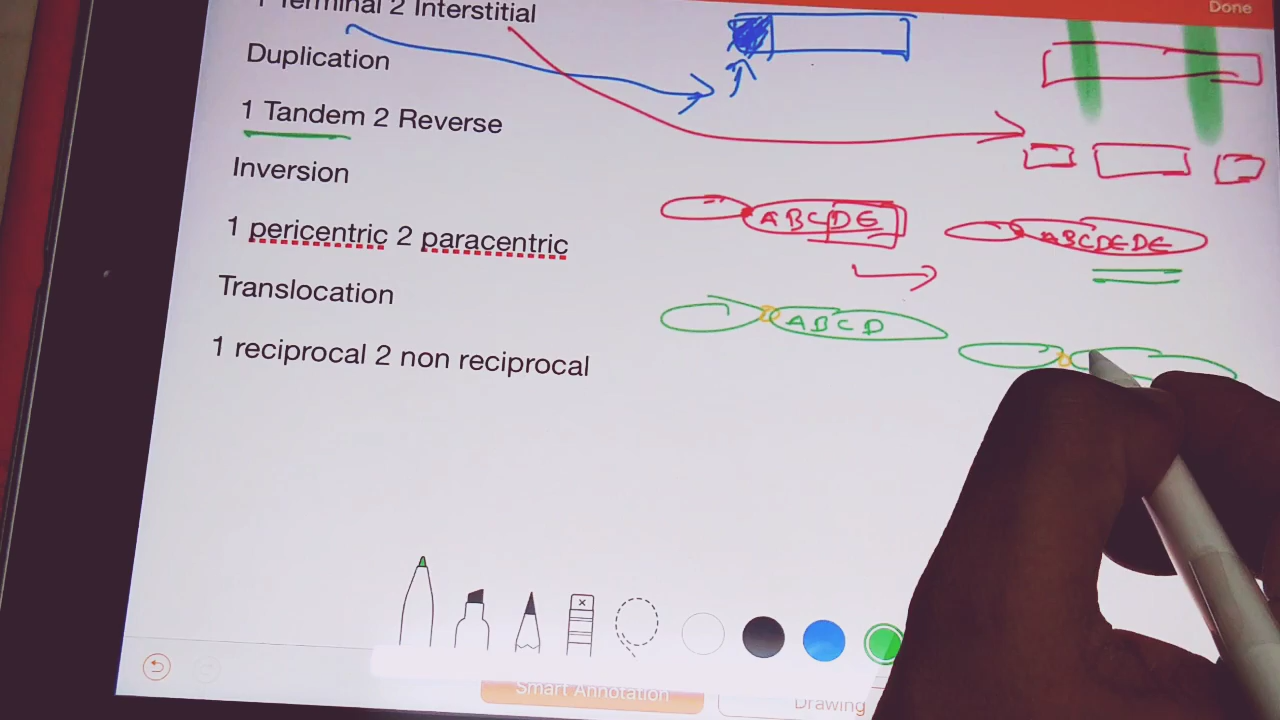 Done
1 Terminal 2 Interstitial
Duplication
1 Tandem 2 Reverse
Inversion
ABCDE
ABCDEDE
1 pericentric 2 paracentric
Translocation
ABCD
1 reciprocal 2 non reciprocal
Smart Annotation
Drawing